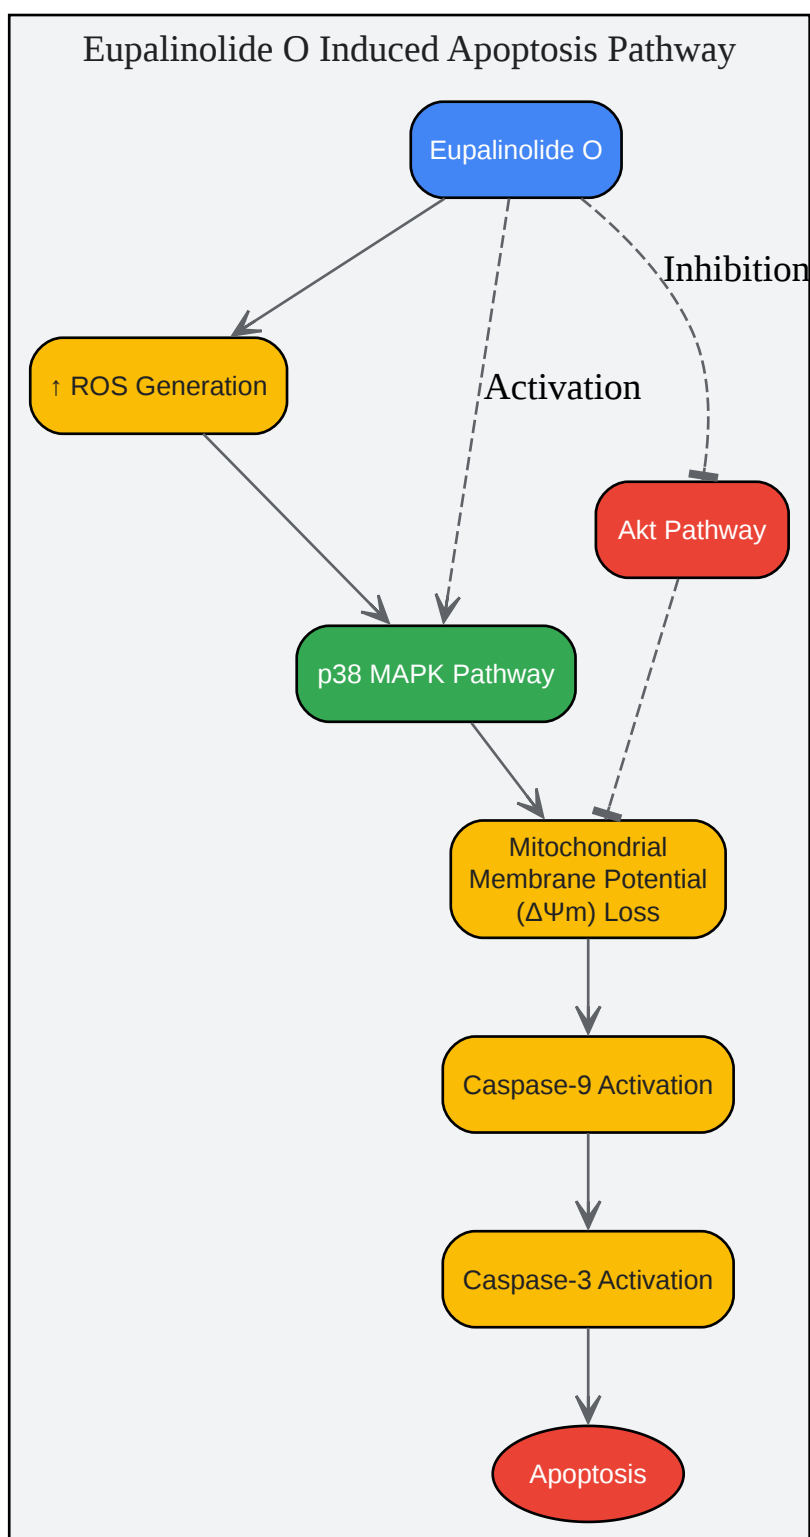 Eupalinolide O Induced Apoptosis Pathway
Eupalinolide O
Inhibition
↑ ROS Generation
Activation
Akt Pathway
p38 MAPK Pathway
Mitochondrial
Membrane Potential
(ΔΨm) Loss
Caspase-9 Activation
Caspase-3 Activation
Apoptosis